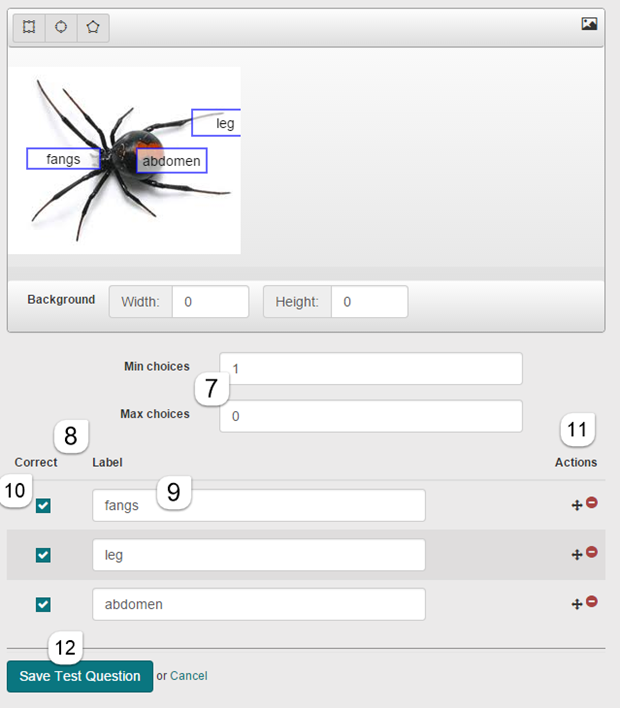 leg
fangs
abdomen
Background Width: 0 Height: 0
Min choices 1
7
Max choices 0
8
11
Correct Label Actions
10
9
fangs
leg
abdomen
12
Save Test Question or Cancel